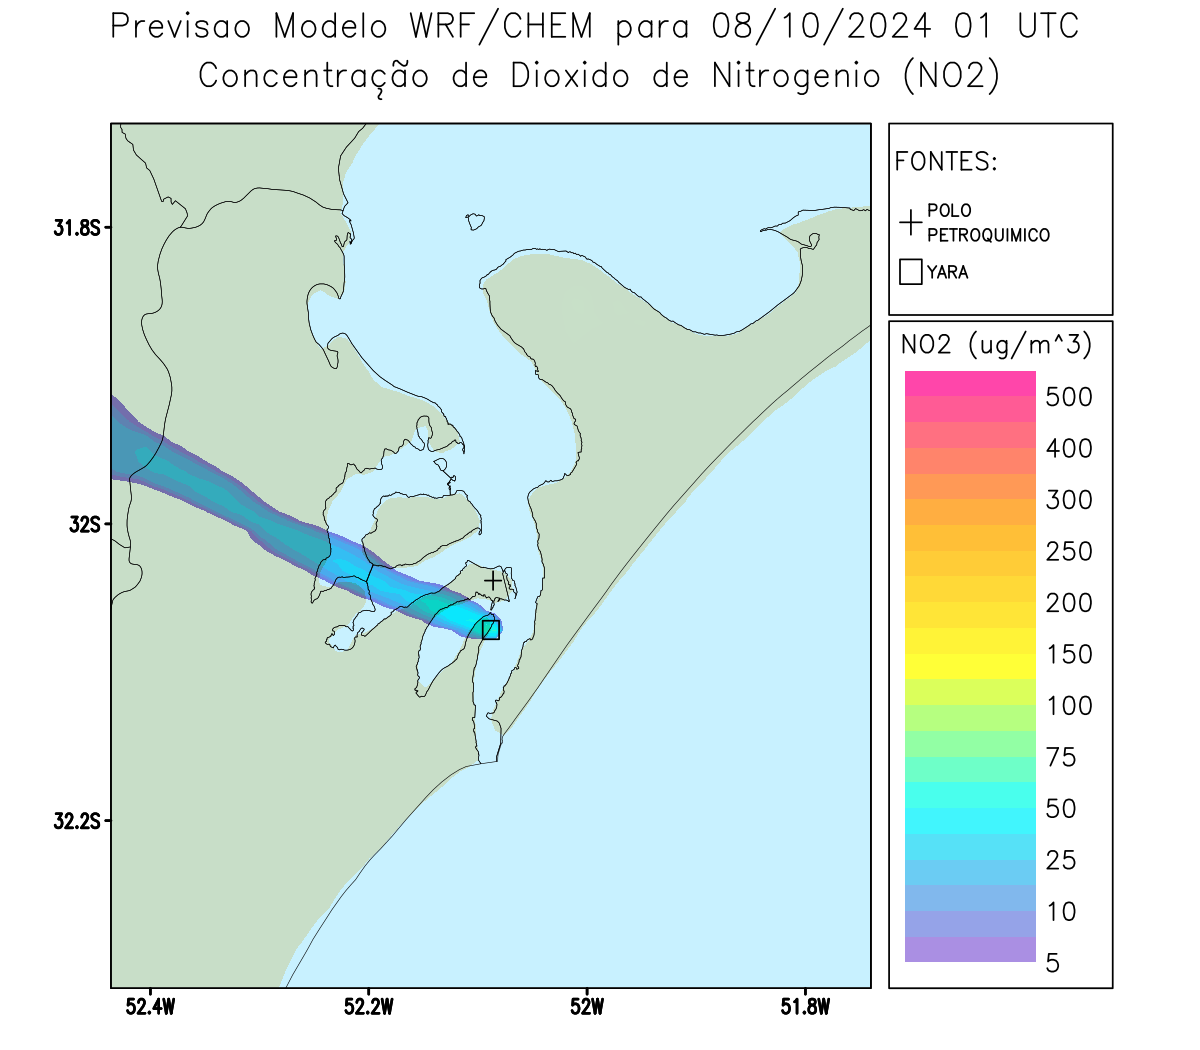 Previsao Modelo WRF/CHEM para 08/10/2024 01 UTC
Concentração de Dioxido de Nitrogenio (NO2)
FONTES:
POLO
PETROQUIMICO
YARA
NO2 (ug/m^3)
500
400
300
250
200
150
100
75
50
25
10
5
31.8S
32S
32.2S
52.4W
52.2W
52W
51.8W